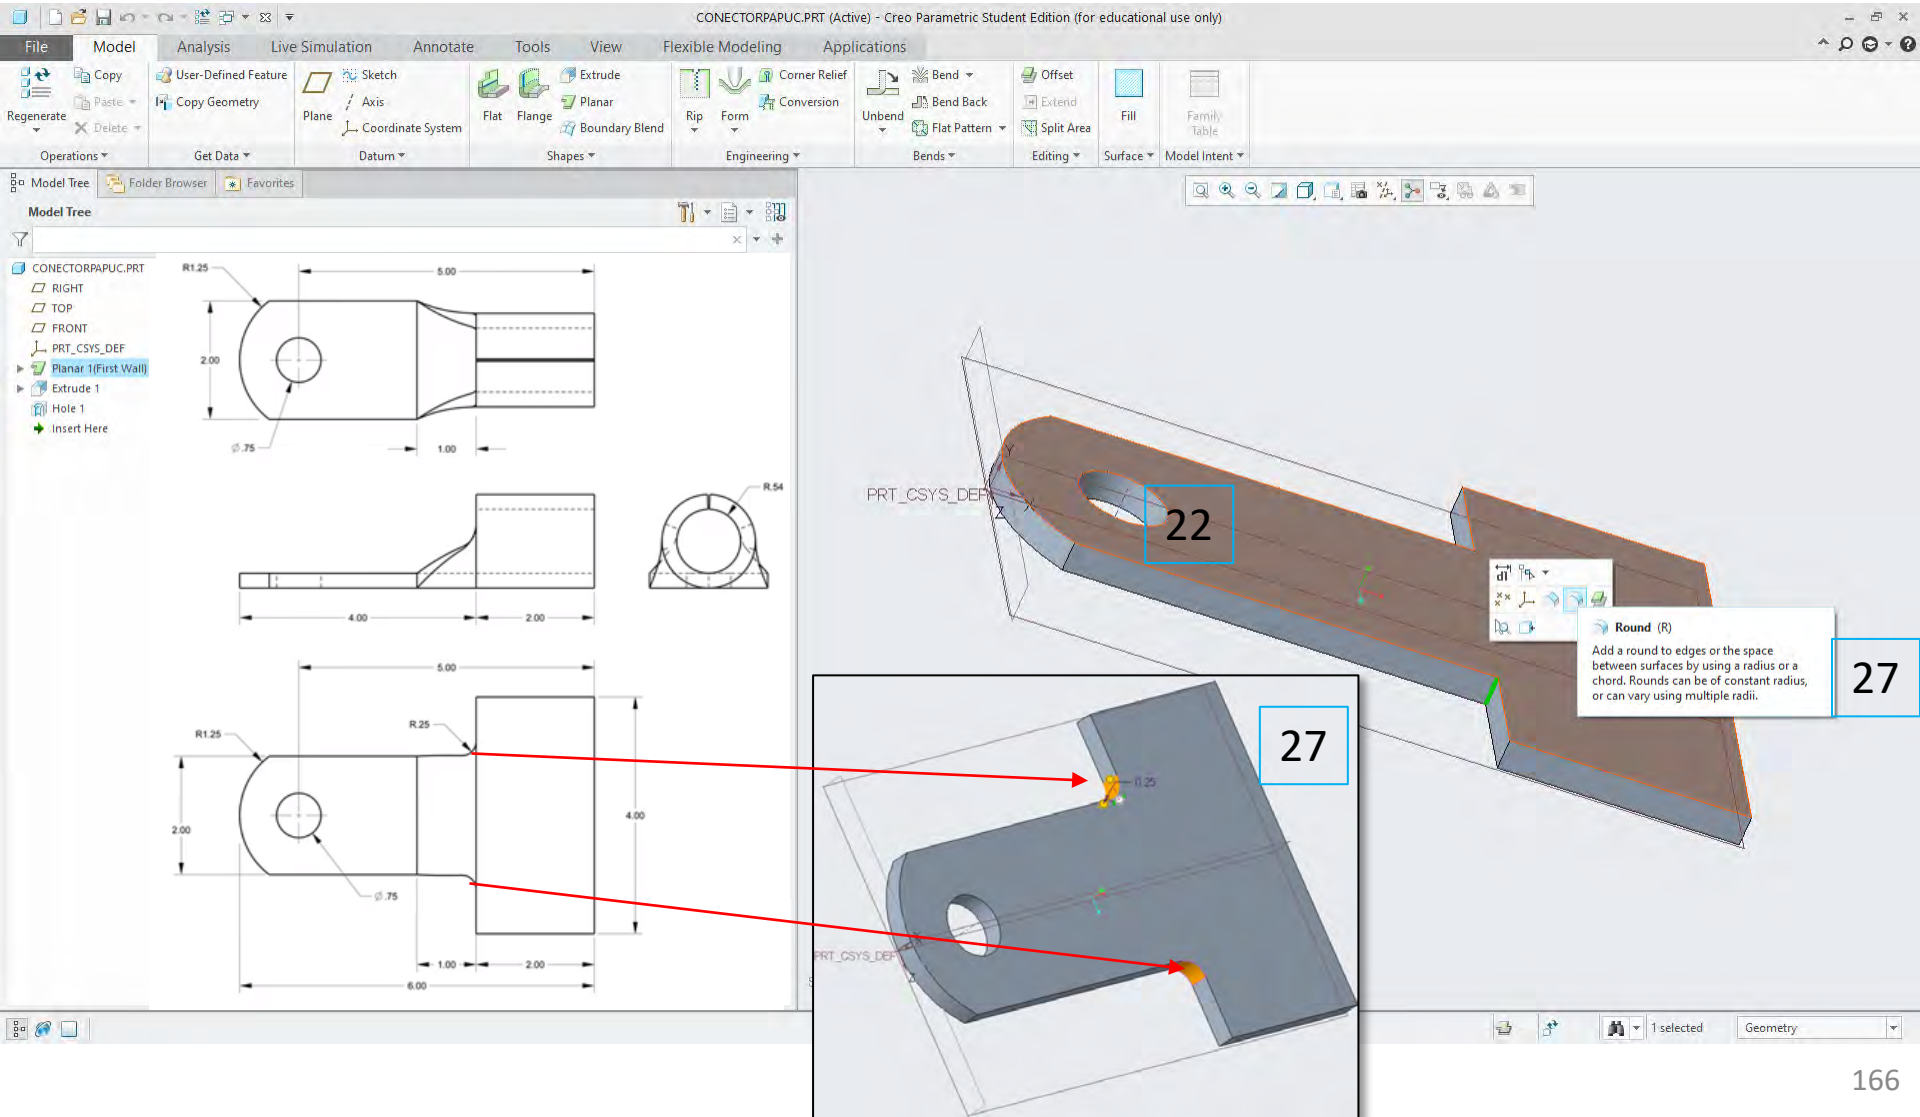 CONECTORPAPUC.PRT (Active) - Creo Parametric Student Edition (for educational use only)
File Model Analysis Live Simulation Annotate Tools View Flexible Modeling Applications
Copy User-Defined Feature Sketch Extrude Corner Relief Bend Offset
Paste Copy Geometry Axis Planar Conversion Bend Back Extend
Regenerate Plane Flat Flange Rip Form Unbend Fill Family Table
Delete Coordinate System Boundary Blend Flat Pattern Split Area
Operations Get Data Datum Shapes Engineering Bends Editing Surface Model Intent
Model Tree Folder Browser Favorites
Model Tree
CONECTORPAPUC.PRT
RIGHT
TOP
FRONT
PRT_CSYS_DEF
Planar 1(First Wall)
Extrude 1
Hole 1
Insert Here
R1.25
5.00
2.00
Ø.75
1.00
R.54
4.00
2.00
5.00
R1.25
R.25
2.00
4.00
Ø.75
1.00
2.00
6.00
PRT_CSYS_DEF
Y
X
Z
22
Round (R)
Add a round to edges or the space
between surfaces by using a radius or a
chord. Rounds can be of constant radius,
or can vary using multiple radii.
27
27
0.25
PRT_CSYS_DEF
X
Z
1 selected
Geometry
166